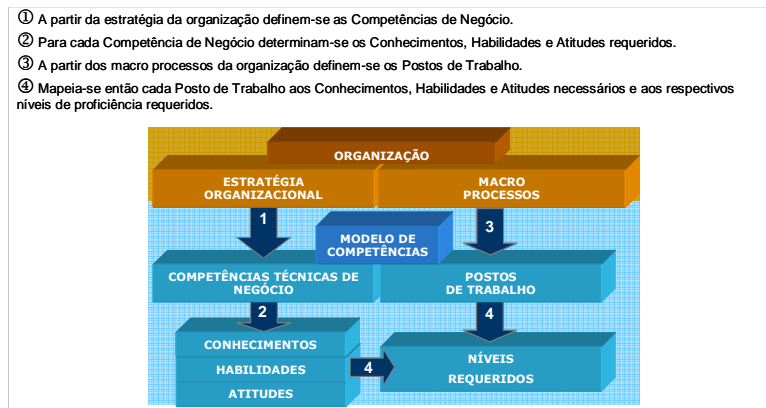 ① A partir da estratégia da organização definem-se as Competências de Negócio.
② Para cada Competência de Negócio determinam-se os Conhecimentos, Habilidades e Atitudes requeridos.
③ A partir dos macro processos da organização definem-se os Postos de Trabalho.
④ Mapeia-se então cada Posto de Trabalho aos Conhecimentos, Habilidades e Atitudes necessários e aos respectivos
níveis de proficiência requeridos.
ORGANIZAÇÃO
ESTRATÉGIA
ORGANIZACIONAL
MACRO
PROCESSOS
1
3
MODELO DE
COMPETÊNCIAS
COMPETÊNCIAS TÉCNICAS DE
NEGÓCIO
POSTOS
DE TRABALHO
2
4
CONHECIMENTOS
HABILIDADES
ATITUDES
4
NÍVEIS
REQUERIDOS